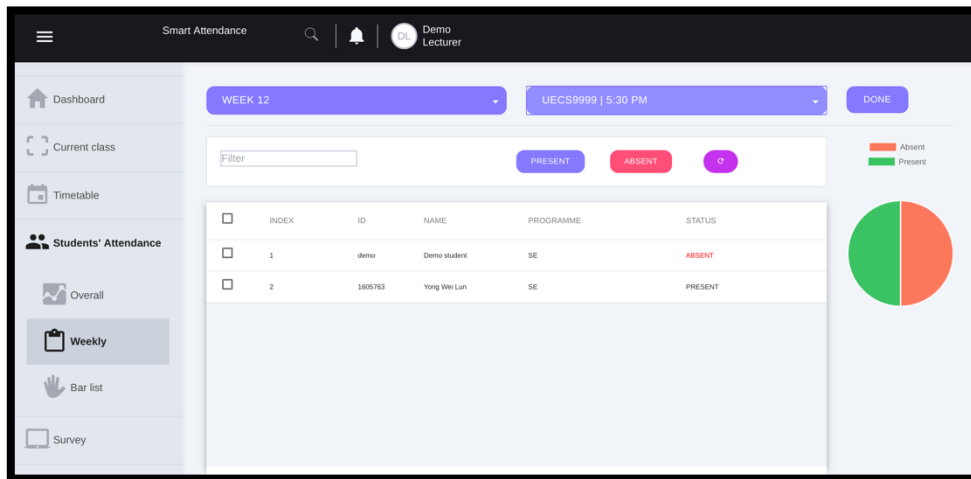 Smart Attendance
DL
Demo
Lecturer
Dashboard
Current class
Timetable
Students' Attendance
Overall
Weekly
Bar list
Survey
WEEK 12
UECS9999 | 5:30 PM
DONE
Filter
PRESENT
ABSENT
Absent
Present
INDEX ID NAME PROGRAMME STATUS
1 demo Demo student SE ABSENT
2 1605763 Yong Wei Lun SE PRESENT